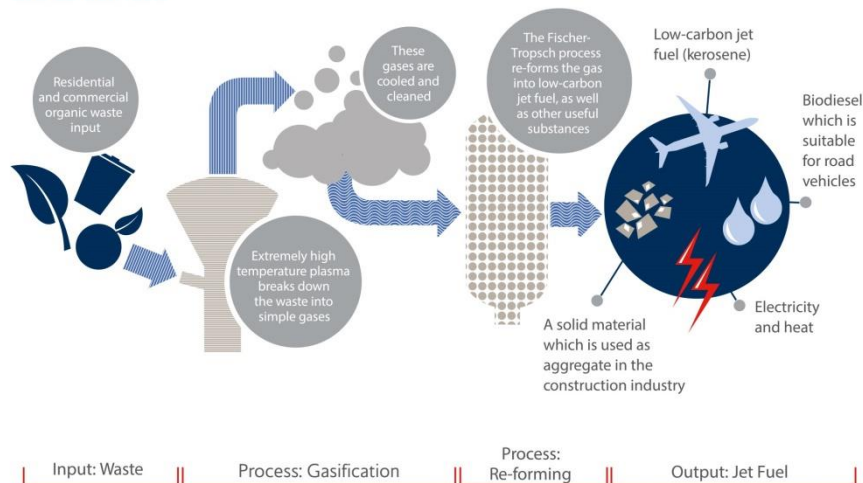 Residential
and commercial
organic waste
input
Extremely high
temperature plasma
breaks down
the waste into
simple gases
These
gases are
cooled and
cleaned
The Fischer-
Tropsch process
re-forms the gas
into low-carbon
jet fuel, as well
as other useful
substances
Low-carbon jet
fuel (kerosene)
Biodiesel
which is
suitable
for road
vehicles
Electricity
and heat
A solid material
which is used as
aggregate in the
construction industry
Input: Waste
Process: Gasification
Process:
Re-forming
Output: Jet Fuel